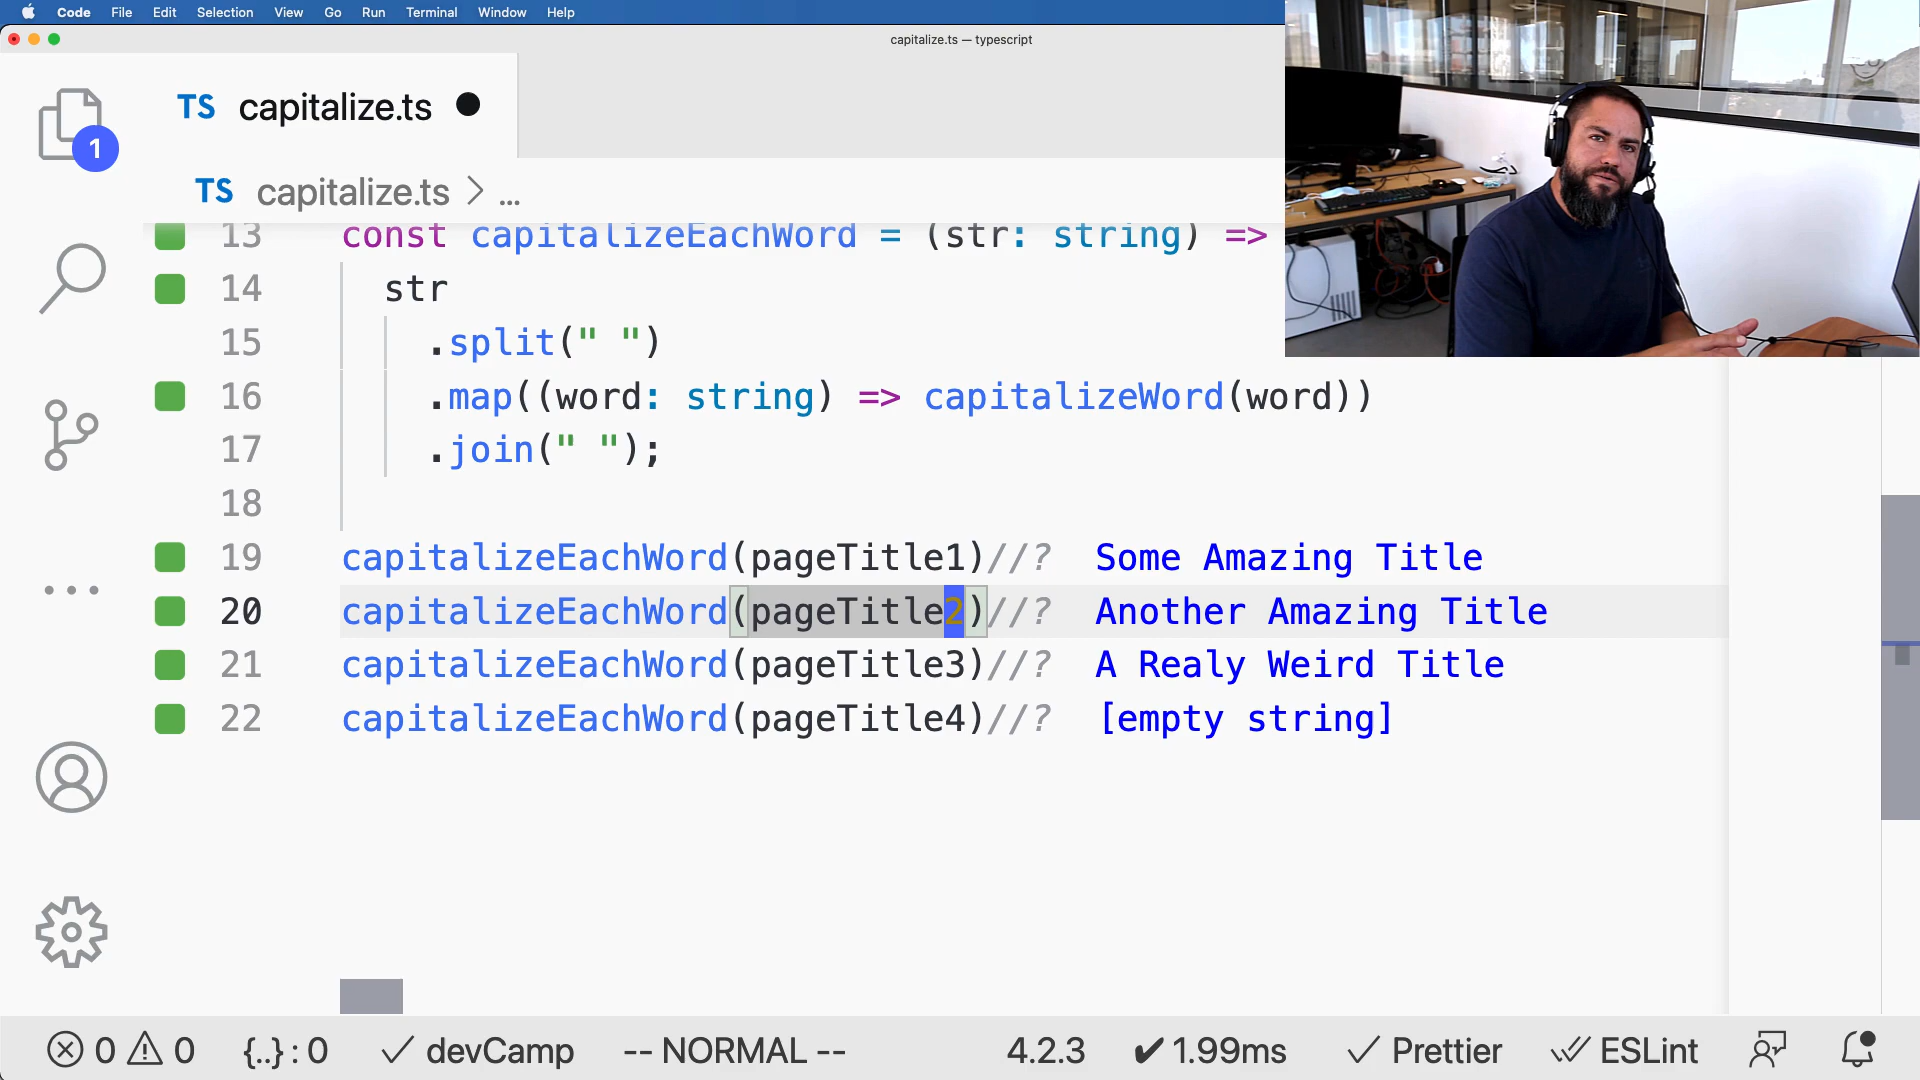 Code File Edit Selection View Go Run Terminal Window Help
capitalize.ts — typescript
TS capitalize.ts
1
TS capitalize.ts > ...
13 const capitalizeEachWord = (str: string) =>
14 str
15 .split(" ")
16 .map((word: string) => capitalizeWord(word))
17 .join(" ");
18
19 capitalizeEachWord(pageTitle1)//? Some Amazing Title
20 capitalizeEachWord(pageTitle2)//? Another Amazing Title
21 capitalizeEachWord(pageTitle3)//? A Realy Weird Title
22 capitalizeEachWord(pageTitle4)//? [empty string]
0 0 {..} : 0 devCamp -- NORMAL -- 4.2.3 ✔ 1.99ms ✓ Prettier ESLint